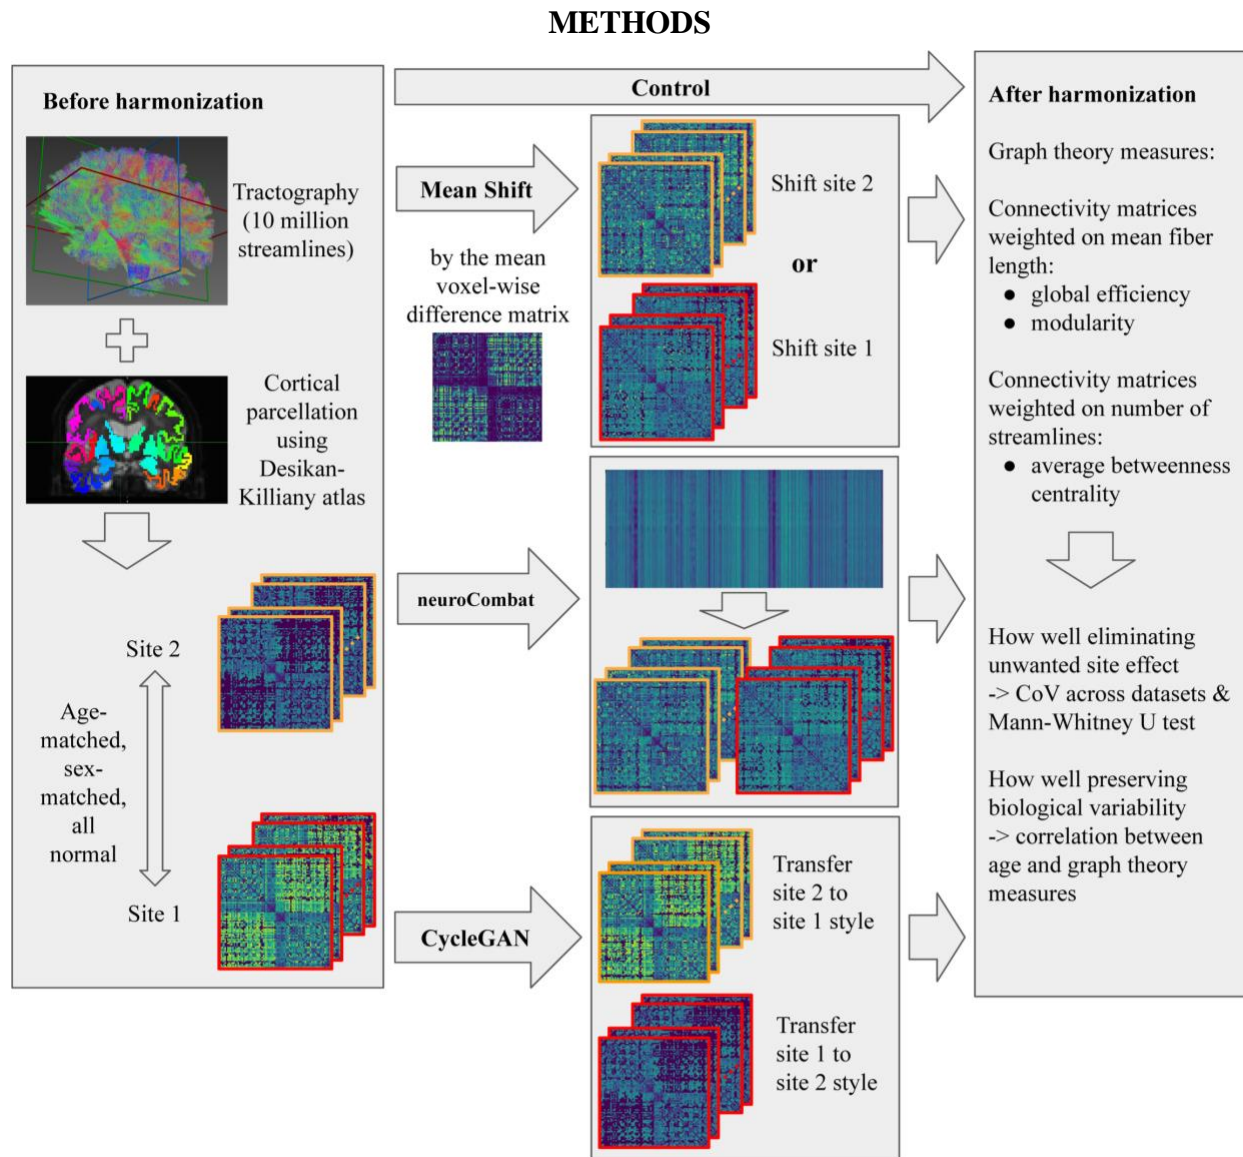 METHODS
Before harmonization
Tractography
(10 million
streamlines)
Cortical
parcellation
using
Desikan-
Killiany atlas
Site 2
Age-
matched,
sex-
matched,
all
normal
Site 1
Control
Mean Shift
by the mean
voxel-wise
difference matrix
Shift site 2
or
Shift site 1
neuroCombat
CycleGAN
Transfer
site 2 to
site 1 style
Transfer
site 1 to
site 2 style
After harmonization
Graph theory measures:
Connectivity matrices
weighted on mean fiber
length:
● global efficiency
● modularity
Connectivity matrices
weighted on number of
streamlines:
● average betweenness
centrality
How well eliminating
unwanted site effect
-> CoV across datasets &
Mann-Whitney U test
How well preserving
biological variability
-> correlation between
age and graph theory
measures